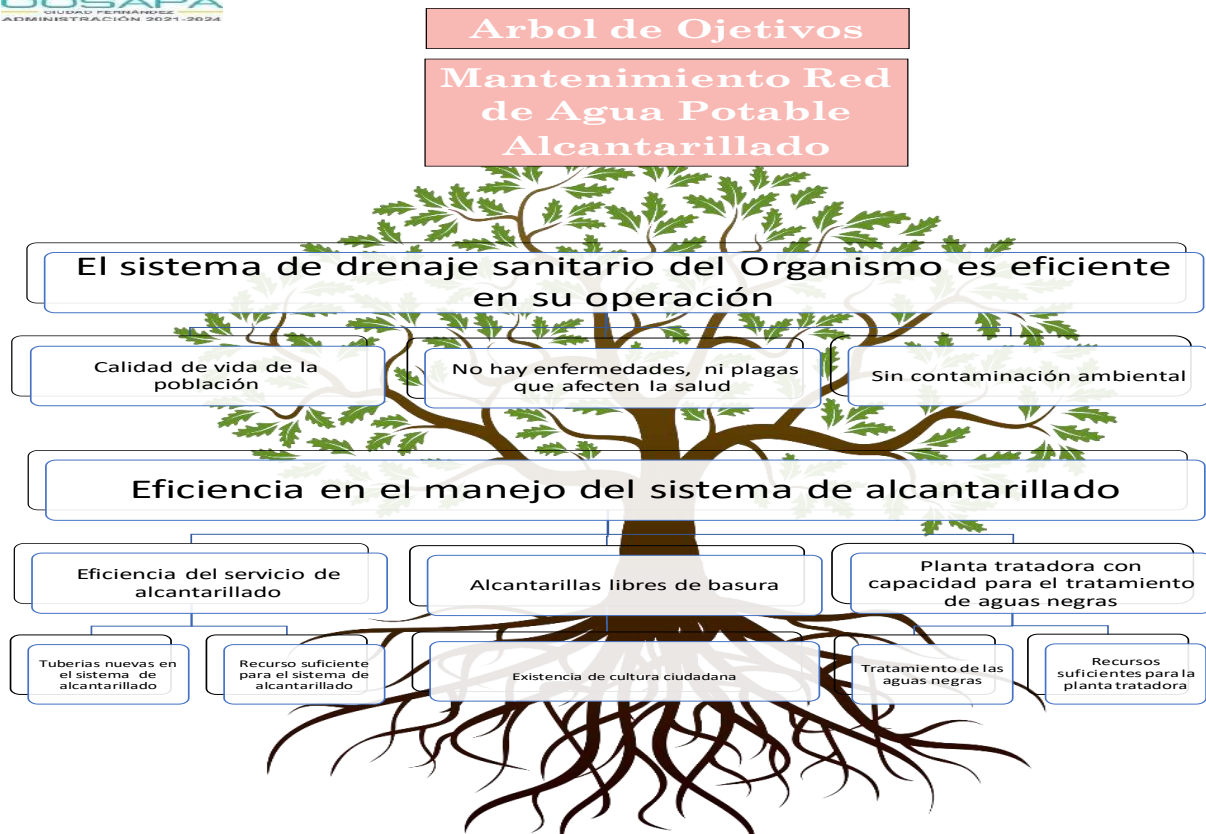 OOSAPA
CIUDAD FERNÁNDEZ
ADMINISTRACIÓN 2021-2024
Arbol de Ojetivos
Mantenimiento Red
de Agua Potable
Alcantarillado
El sistema de drenaje sanitario del Organismo es eficiente
en su operación
Calidad de vida de la
población
No hay enfermedades, ni plagas
que afecten la salud
Sin contaminación ambiental
Eficiencia en el manejo del sistema de alcantarillado
Eficiencia del servicio de
alcantarillado
Alcantarillas libres de basura
Planta tratadora con
capacidad para el tratamiento
de aguas negras
Tuberías nuevas en
el sistema de
alcantarillado
Recurso suficiente
para el sistema de
alcantarillado
Existencia de cultura ciudadana
Tratamiento de las
aguas negras
Recursos
suficientes para la
planta tratadora